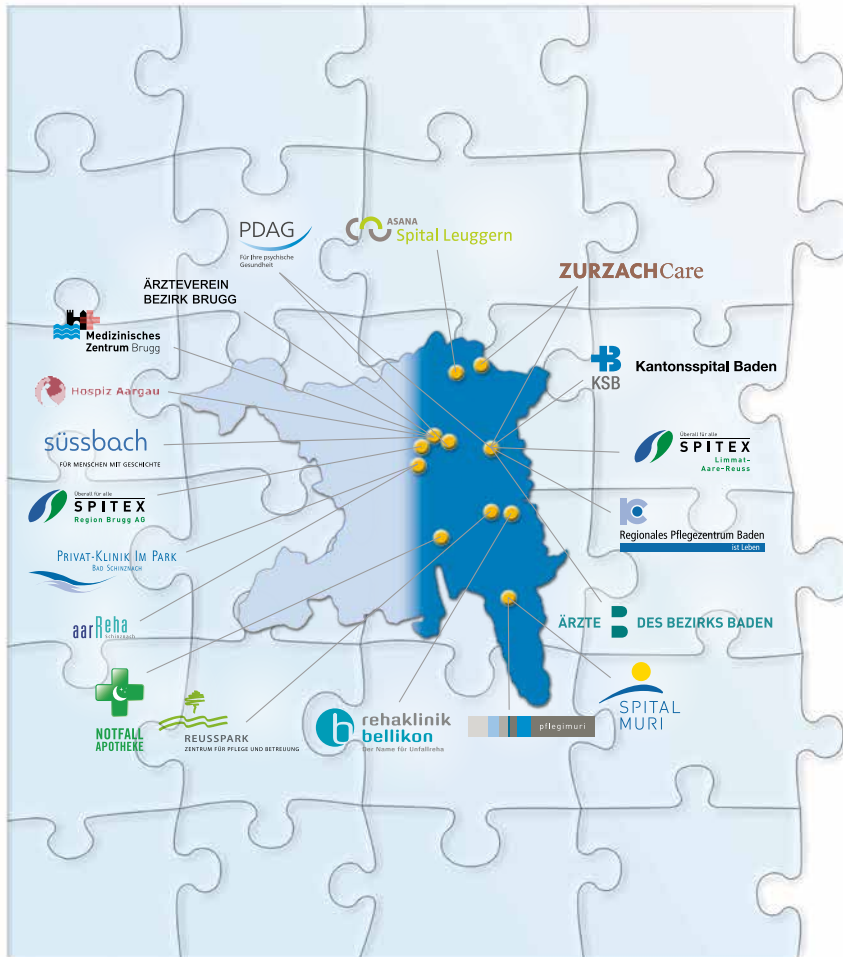 PDAG
Für Ihre psychische
Gesundheit
ASANA
Spital Leuggern
ZURZACHCare
ÄRZTEVEREIN
BEZIRK BRUGG
Medizinisches
Zentrum Brugg
KSB
Kantonsspital Baden
Hospiz Aargau
süssbach
FÜR MENSCHEN MIT GESCHICHTE
Überall für alle
SPITEX
Limmat-
Aare-Reuss
Überall für alle
SPITEX
Region Brugg AG
Regionales Pflegezentrum Baden
ist Leben
PRIVAT-KLINIK IM PARK
BAD SCHINZNACH
aarReha
Schinznach
ÄRZTE DES BEZIRKS BADEN
NOTFALL
APOTHEKE
REUSSPARK
ZENTRUM FÜR PFLEGE UND BETREUUNG
b rehaklinik
bellikon
Der Name für Unfallreha
pflegimuri
SPITAL
MURI